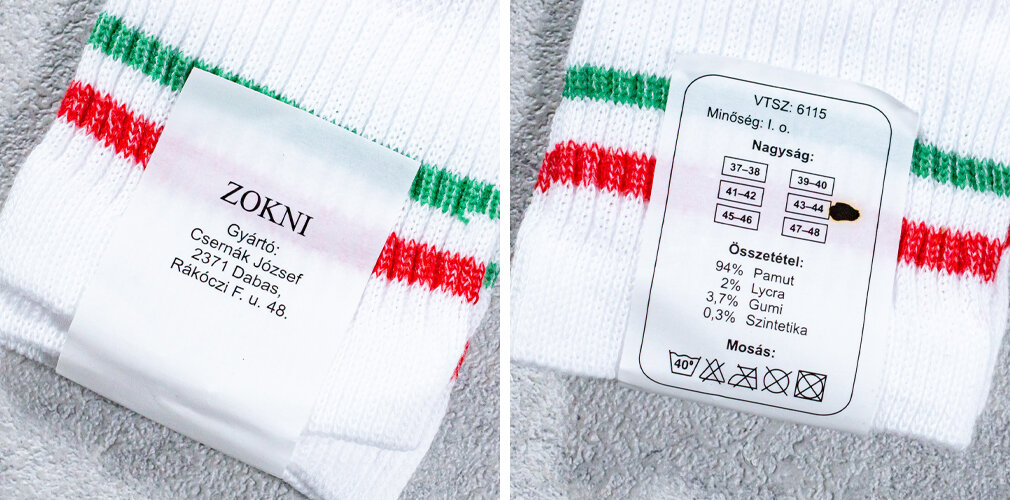 ZOKNI
Gyártó:
Csernák József
2371 Dabas,
Rákóczi F. u. 48.
VTSZ: 6115
Minőség: I. o.
Nagyság:
37–38 39–40
41–42 43–44
45–46 47–48
Összetétel:
94% Pamut
2% Lycra
3,7% Gumi
0,3% Szintetika
Mosás:
40°